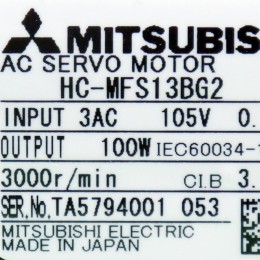 MITSUBIS
AC SERVO MOTOR
HC-MFS13BG2
INPUT 3AC 105V 0.
OUTPUT 100W IEC60034-1
3000r/min CI.B 3.
SER.No.TA5794001 053
MITSUBISHI ELECTRIC
MADE IN JAPAN